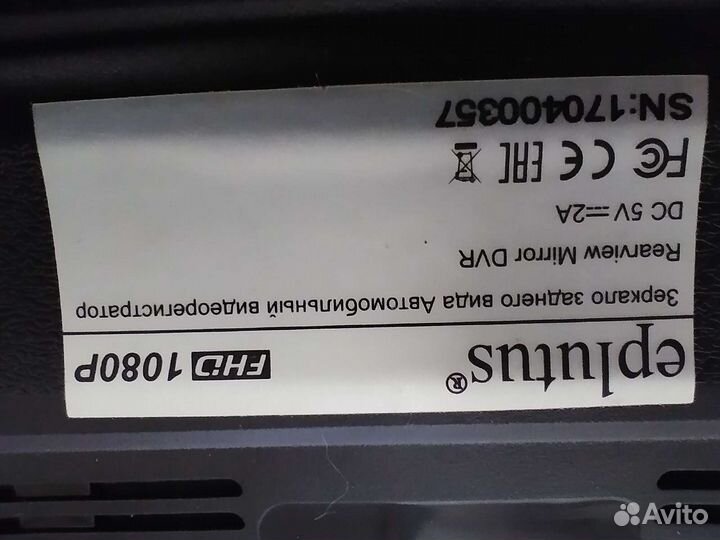 eplutus® FHD 1080P
Зеркало заднего вида Автомобильный видеорегистратор
Rearview Mirror DVR
DC 5V⎓2A
FC CE EAC
SN:170400357
Avito